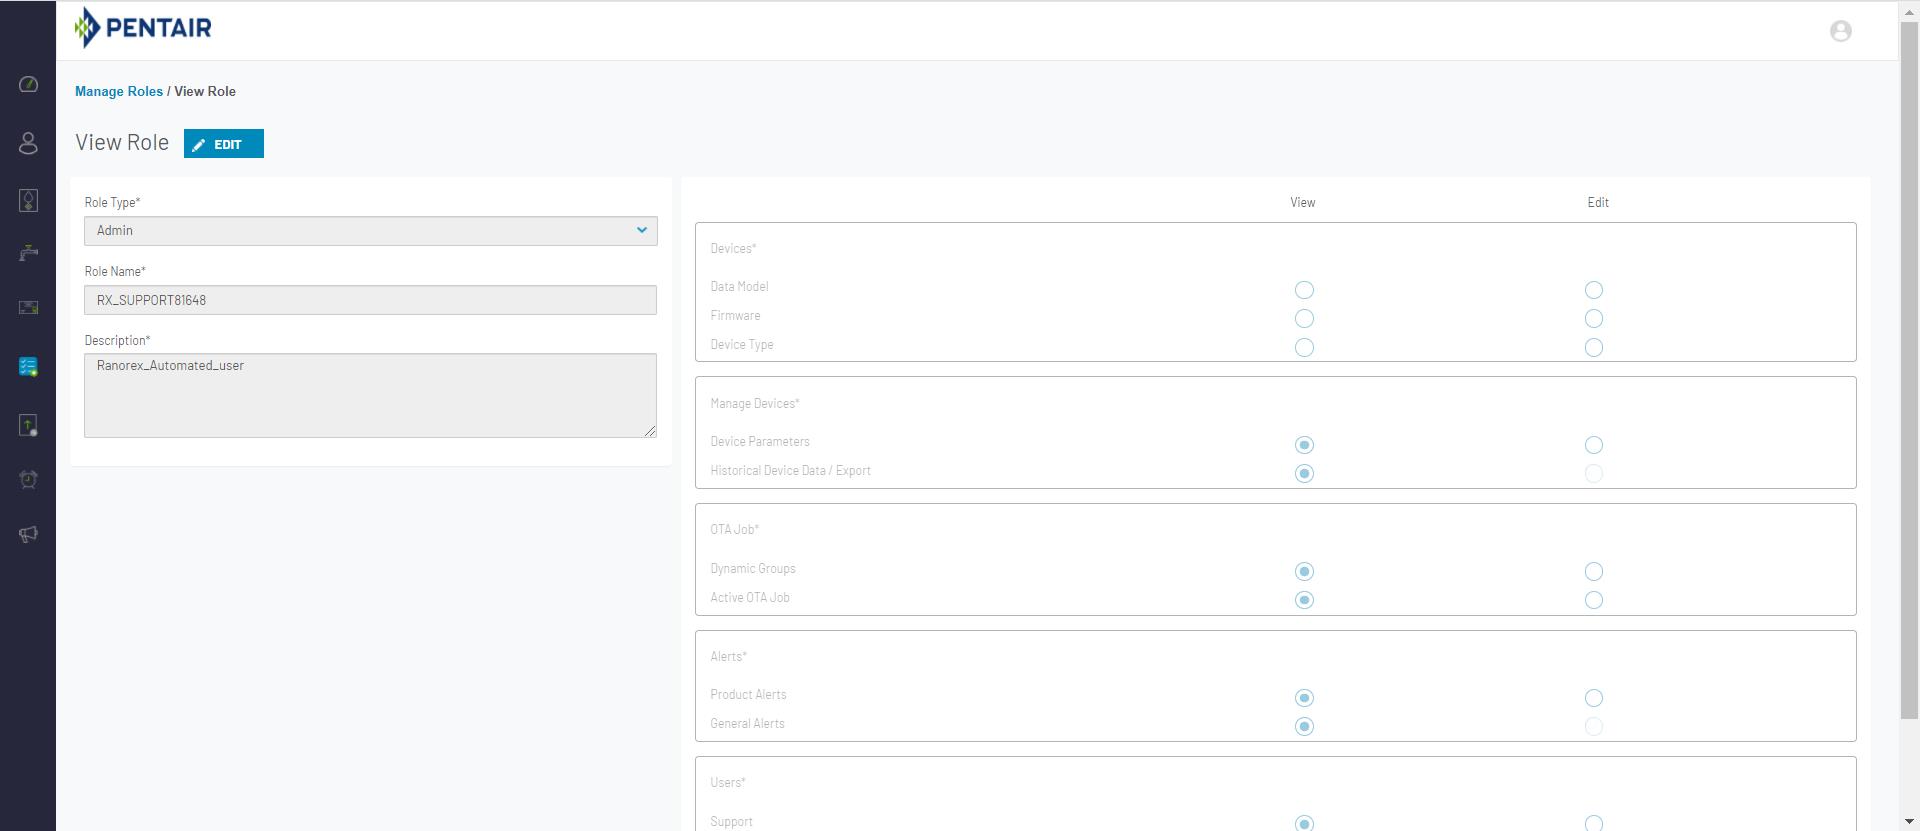 PENTAIR
Manage Roles / View Role
View Role
EDIT
Role Type*
Admin
Role Name*
RX_SUPPORT81648
Description*
Ranorex_Automated_user
View Edit
Devices*
Data Model
Firmware
Device Type
Manage Devices*
Device Parameters
Historical Device Data / Export
OTA Job*
Dynamic Groups
Active OTA Job
Alerts*
Product Alerts
General Alerts
Users*
Support